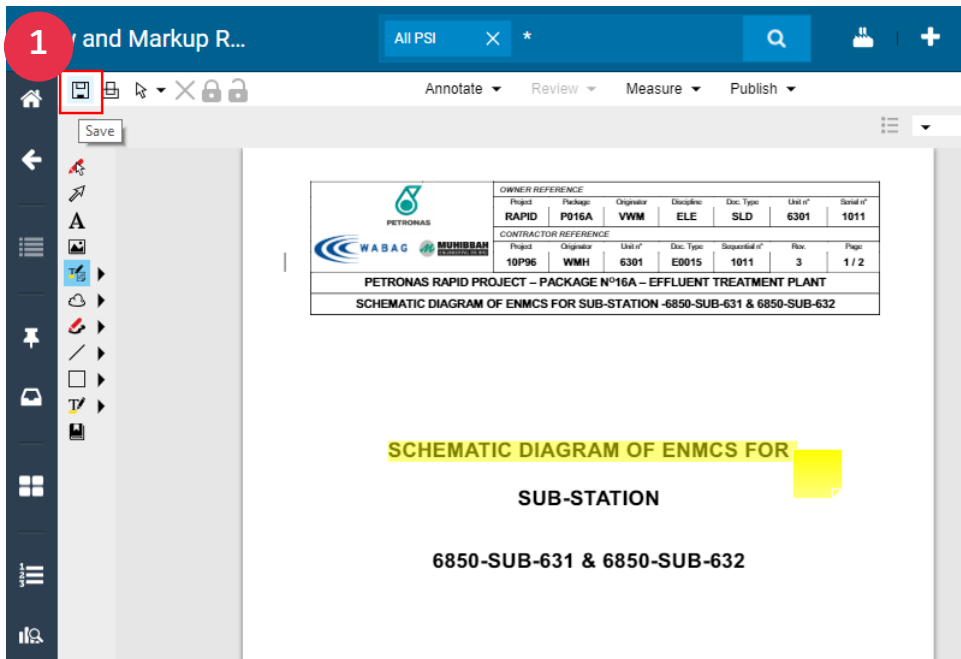 1
y and Markup R...
All PSI
*
Annotate
Review
Measure
Publish
Save
A
T
PETRONAS
WABAG
MUHIBBAH
OWNER REFERENCE
Project Package Originator Discipline Doc. Type Unit n° Serial n°
RAPID P016A VWM ELE SLD 6301 1011
CONTRACTOR REFERENCE
Project Originator Unit n° Doc. Type Sequential n° Rev. Page
10P96 WMH 6301 E0015 1011 3 1 / 2
PETRONAS RAPID PROJECT – PACKAGE Nº16A – EFFLUENT TREATMENT PLANT
SCHEMATIC DIAGRAM OF ENMCS FOR SUB-STATION -6850-SUB-631 & 6850-SUB-632
SCHEMATIC DIAGRAM OF ENMCS FOR
SUB-STATION
6850-SUB-631 & 6850-SUB-632